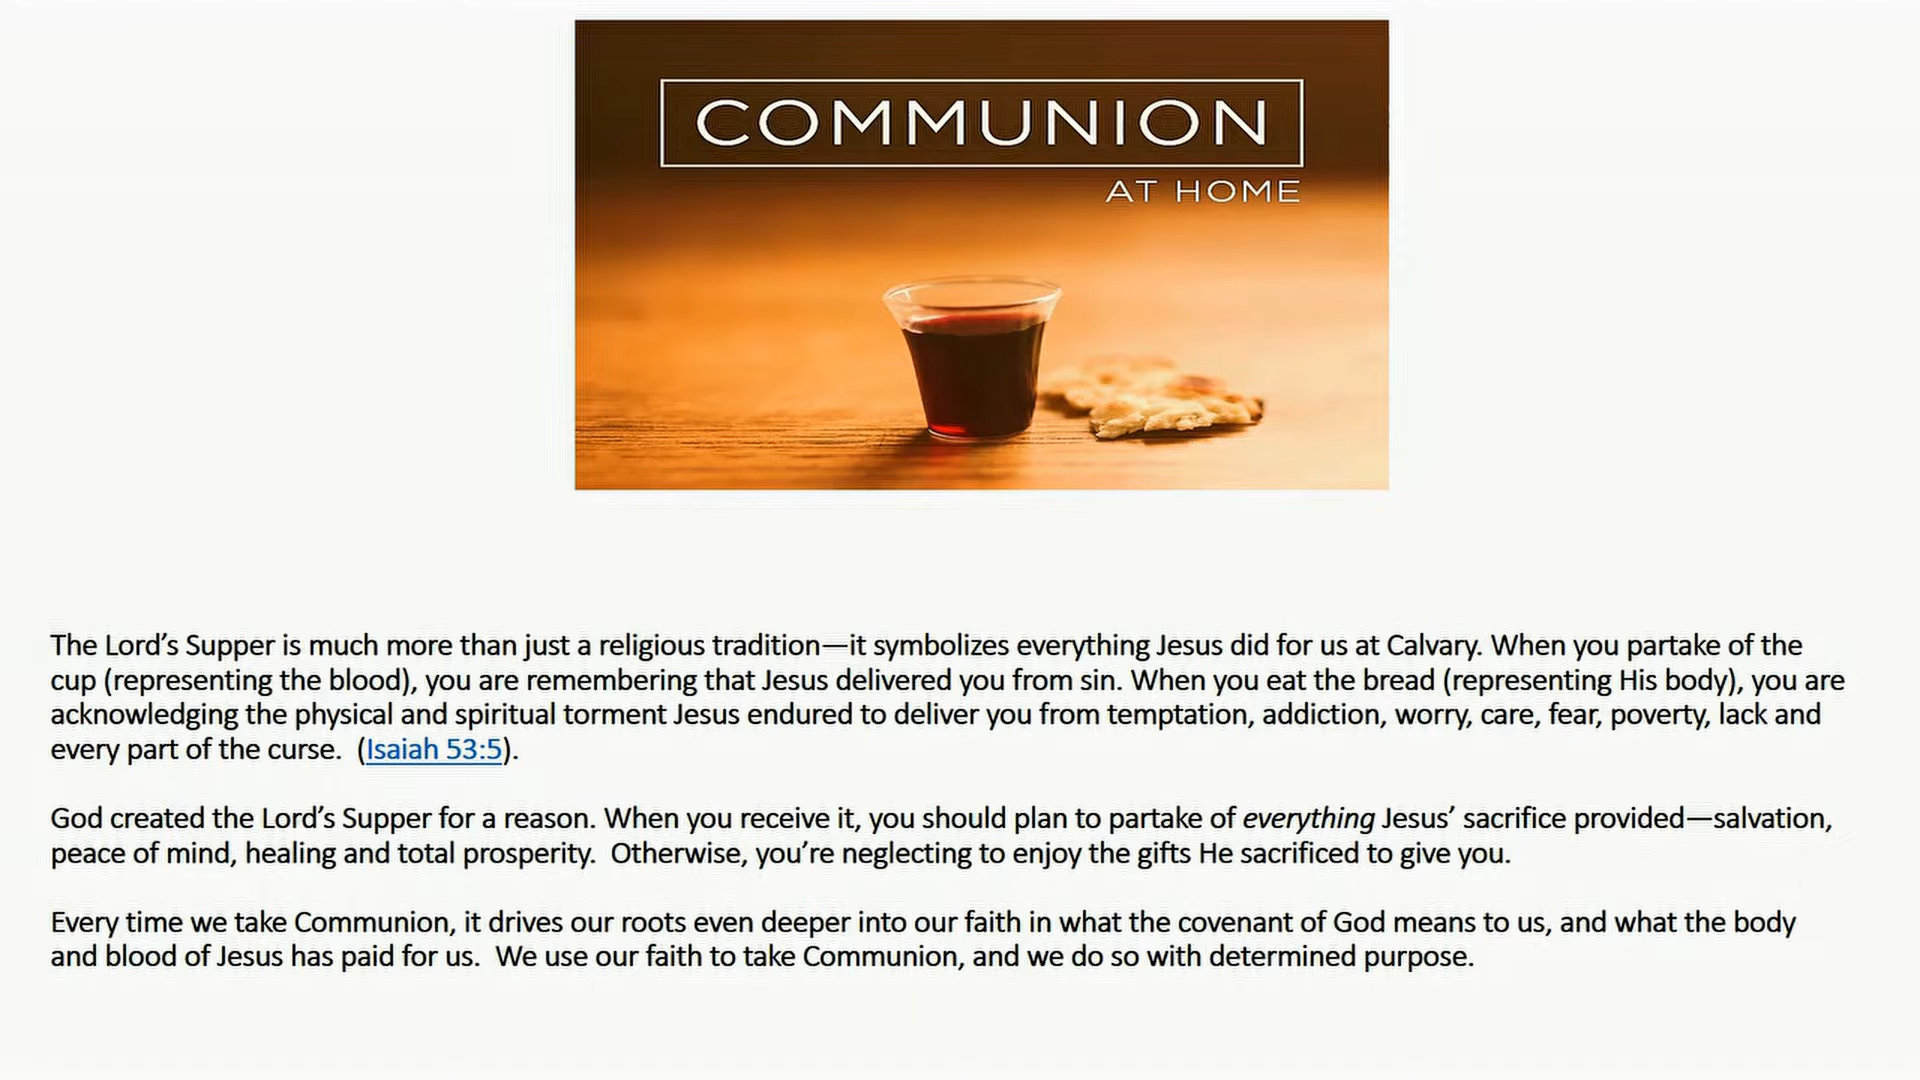 COMMUNION
AT HOME
The Lord’s Supper is much more than just a religious tradition—it symbolizes everything Jesus did for us at Calvary. When you partake of the
cup (representing the blood), you are remembering that Jesus delivered you from sin. When you eat the bread (representing His body), you are
acknowledging the physical and spiritual torment Jesus endured to deliver you from temptation, addiction, worry, care, fear, poverty, lack and
every part of the curse.  (Isaiah 53:5).
God created the Lord’s Supper for a reason. When you receive it, you should plan to partake of everything Jesus’ sacrifice provided—salvation,
peace of mind, healing and total prosperity.  Otherwise, you’re neglecting to enjoy the gifts He sacrificed to give you.
Every time we take Communion, it drives our roots even deeper into our faith in what the covenant of God means to us, and what the body
and blood of Jesus has paid for us.  We use our faith to take Communion, and we do so with determined purpose.